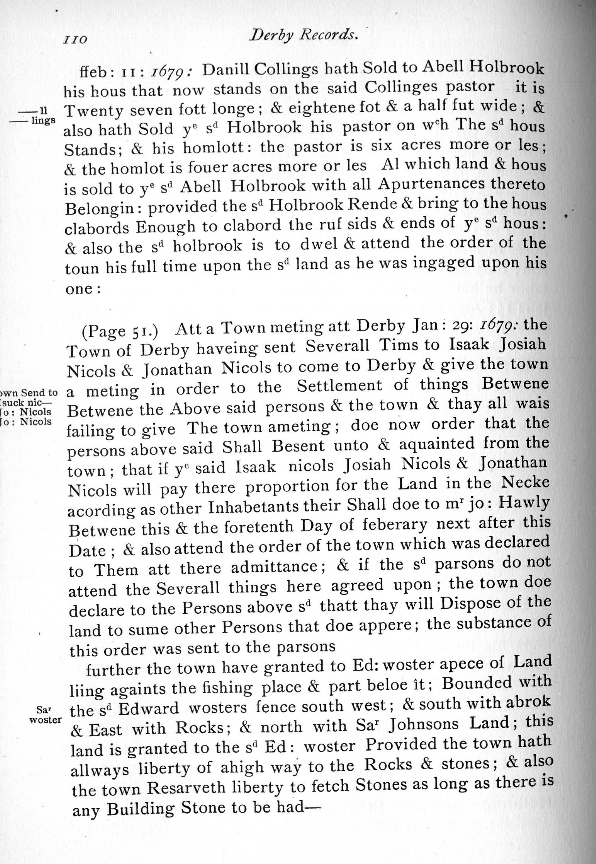 110 Derby Records.
ffeb: 11: 1679: Danill Collings hath Sold to Abell Holbrook
his hous that now stands on the said Collinges pastor it is
—ll
Twenty seven fott longe; & eightene fot & a half fut wide; &
—lings
also hath Sold yᵉ sᵈ Holbrook his pastor on wᶜh The sᵈ hous
Stands; & his homlott: the pastor is six acres more or les;
& the homlot is fouer acres more or les Al which land & hous
is sold to yᵉ sᵈ Abell Holbrook with all Apurtenances thereto
Belongin: provided the sᵈ Holbrook Rende & bring to the hous
clabords Enough to clabord the ruf sids & ends of yᵉ sᵈ hous:
& also the sᵈ holbrook is to dwel & attend the order of the
toun his full time upon the sᵈ land as he was ingaged upon his
one:
(Page 51.) Att a Town meting att Derby Jan: 29: 1679: the
Town of Derby haveing sent Severall Tims to Isaak Josiah
Nicols & Jonathan Nicols to come to Derby & give the town
own Send to
a meting in order to the Settlement of things Betwene
suck nic—
Betwene the Above said persons & the town & thay all wais
Jo: Nicols
Jo: Nicols
failing to give The town ameting; doe now order that the
persons above said Shall Besent unto & aquainted from the
town; that if yᵉ said Isaak nicols Josiah Nicols & Jonathan
Nicols will pay there proportion for the Land in the Necke
acording as other Inhabetants their Shall doe to mʳ jo: Hawly
Betwene this & the foretenth Day of feberary next after this
Date; & also attend the order of the town which was declared
to Them att there admittance; & if the sᵈ parsons do not
attend the Severall things here agreed upon; the town doe
declare to the Persons above sᵈ thatt thay will Dispose of the
land to sume other Persons that doe appere; the substance of
this order was sent to the parsons
further the town have granted to Ed: woster apece of Land
liing againts the fishing place & part beloe it; Bounded with
Saʳ
woster
the sᵈ Edward wosters fence south west; & south with abrok
& East with Rocks; & north with Saʳ Johnsons Land; this
land is granted to the sᵈ Ed: woster Provided the town hath
allways liberty of ahigh way to the Rocks & stones; & also
the town Resarveth liberty to fetch Stones as long as there is
any Building Stone to be had—